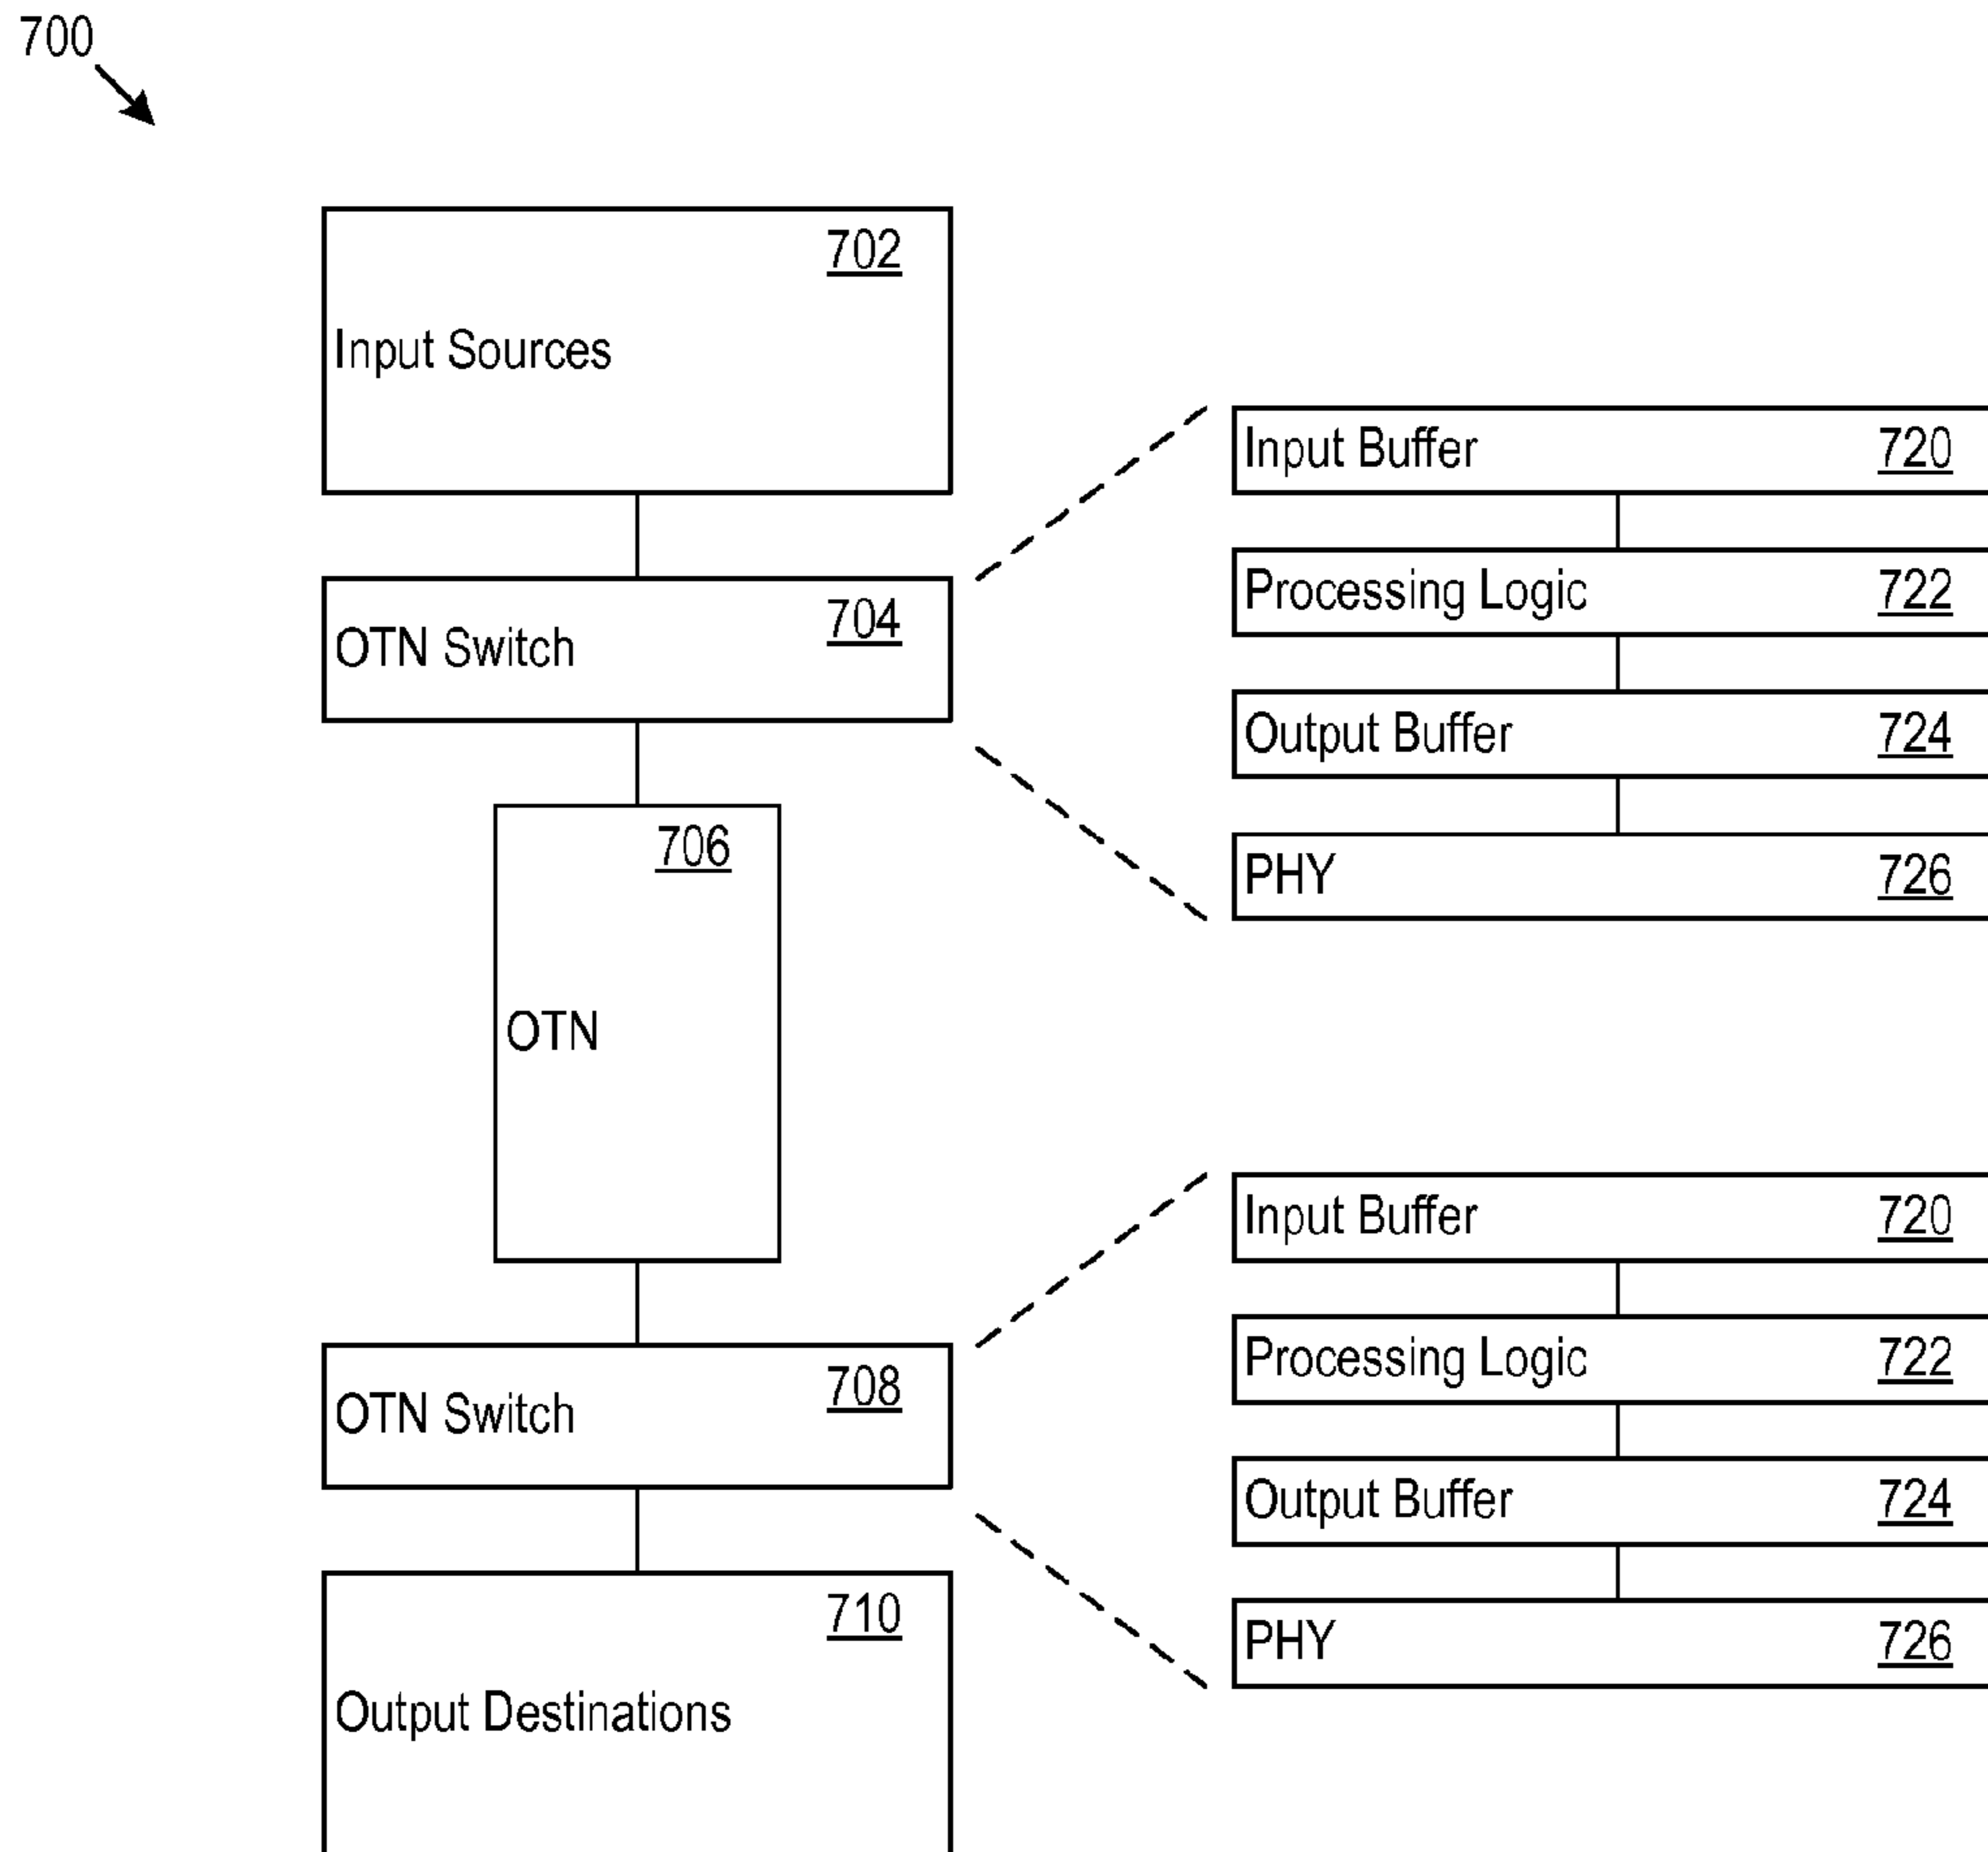 700
702
Input Sources
704
OTN Switch
706
OTN
708
OTN Switch
710
Output Destinations
Input Buffer 720
Processing Logic 722
Output Buffer 724
PHY 726
Input Buffer 720
Processing Logic 722
Output Buffer 724
PHY 726